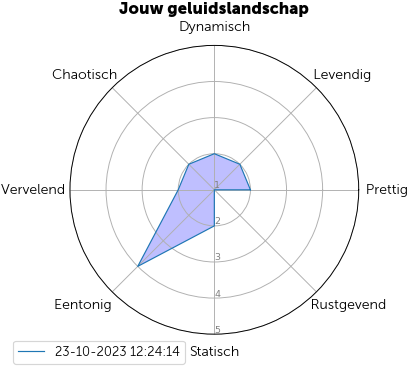 Jouw geluidslandschap
Dynamisch
Chaotisch
Levendig
Vervelend
Prettig
1
2
3
4
5
Eentonig
Rustgevend
23-10-2023 12:24:14
Statisch